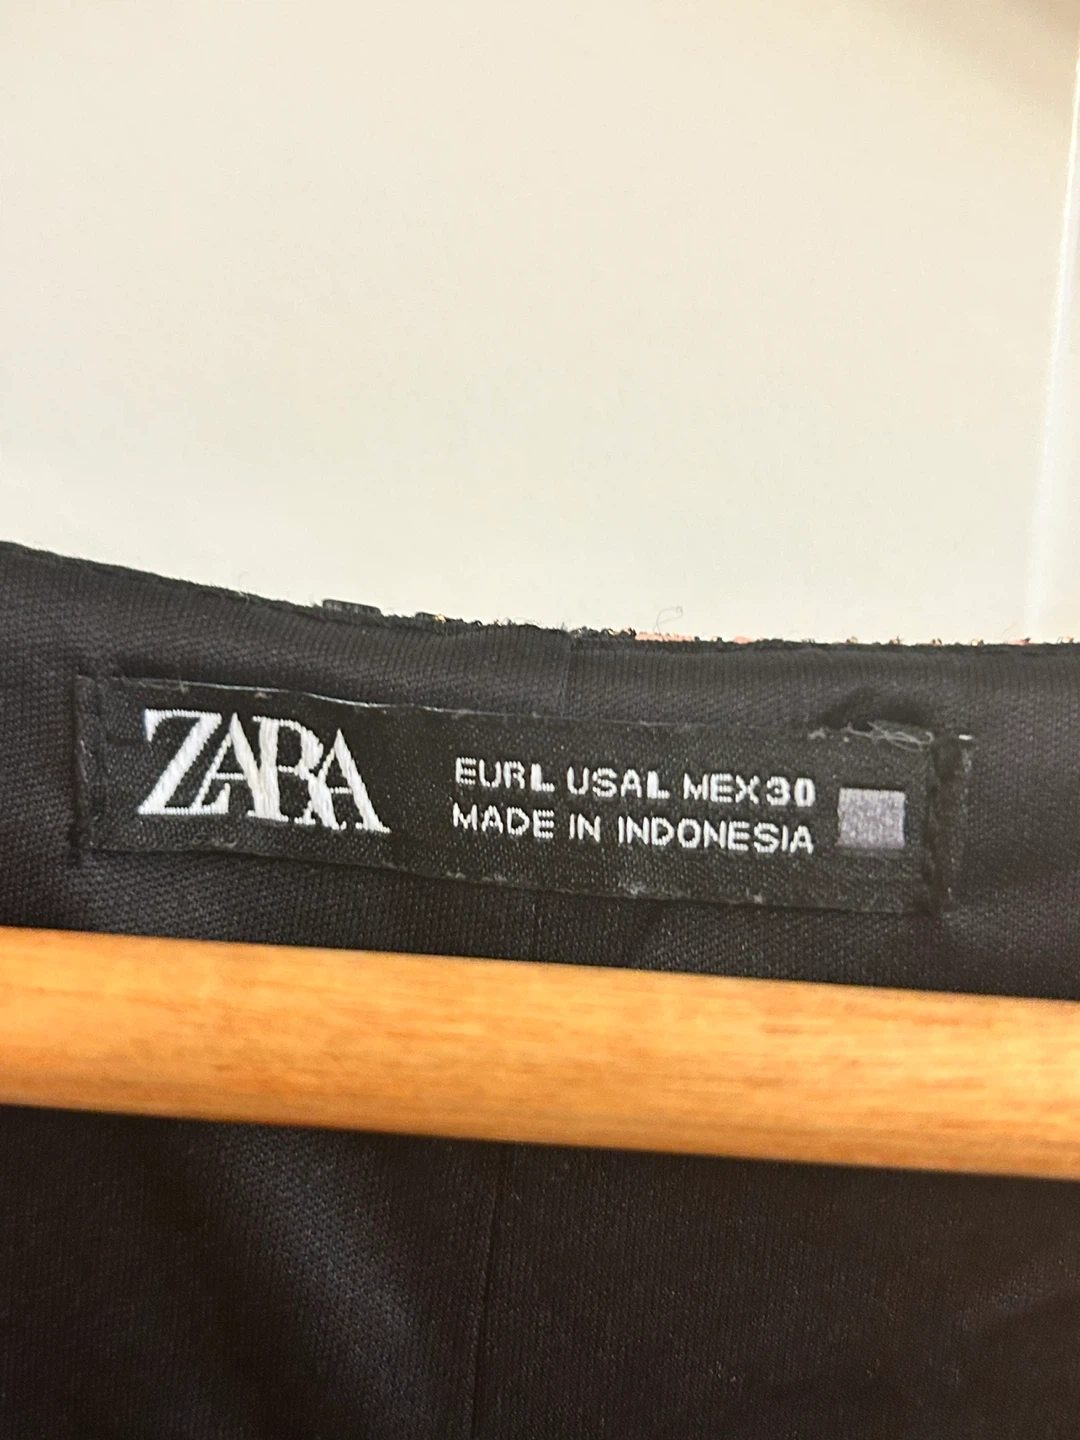 ZARA
EUR L USA L MEX 30
MADE IN INDONESIA